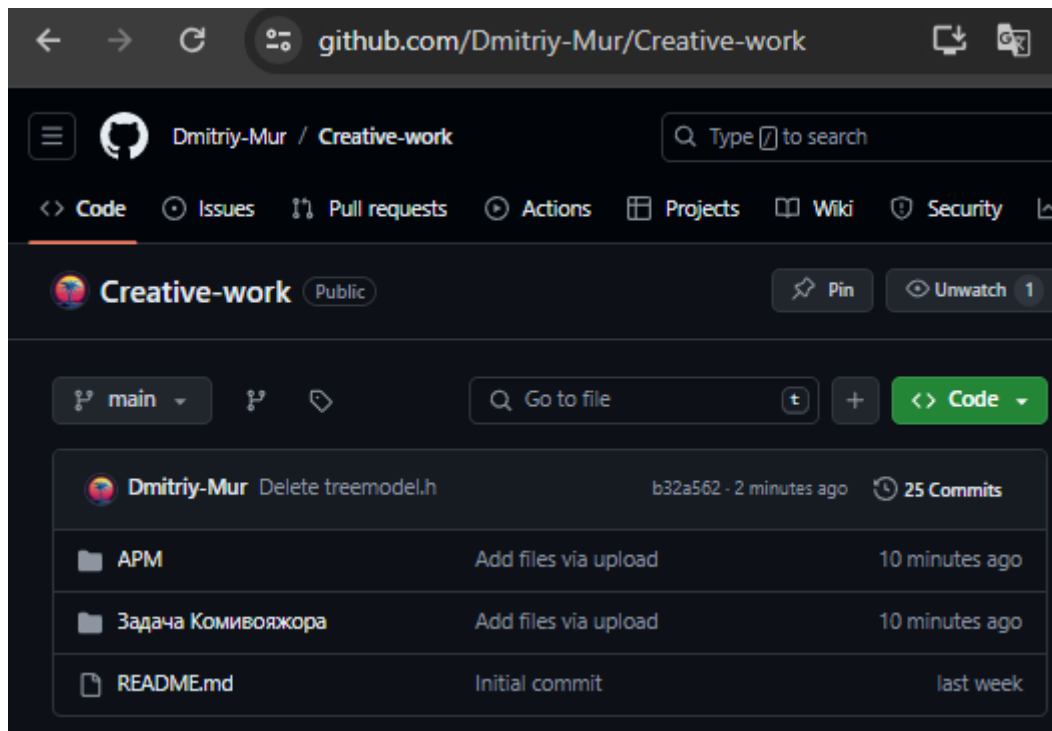 github.com/Dmitriy-Mur/Creative-work
Dmitriy-Mur / Creative-work
Type / to search
Code Issues Pull requests Actions Projects Wiki Security
Creative-work Public Pin Unwatch 1
main Go to file t + <> Code
Dmitriy-Mur Delete treemodel.h b32a562 · 2 minutes ago 25 Commits
АРМ Add files via upload 10 minutes ago
Задача Комивояжора Add files via upload 10 minutes ago
README.md Initial commit last week